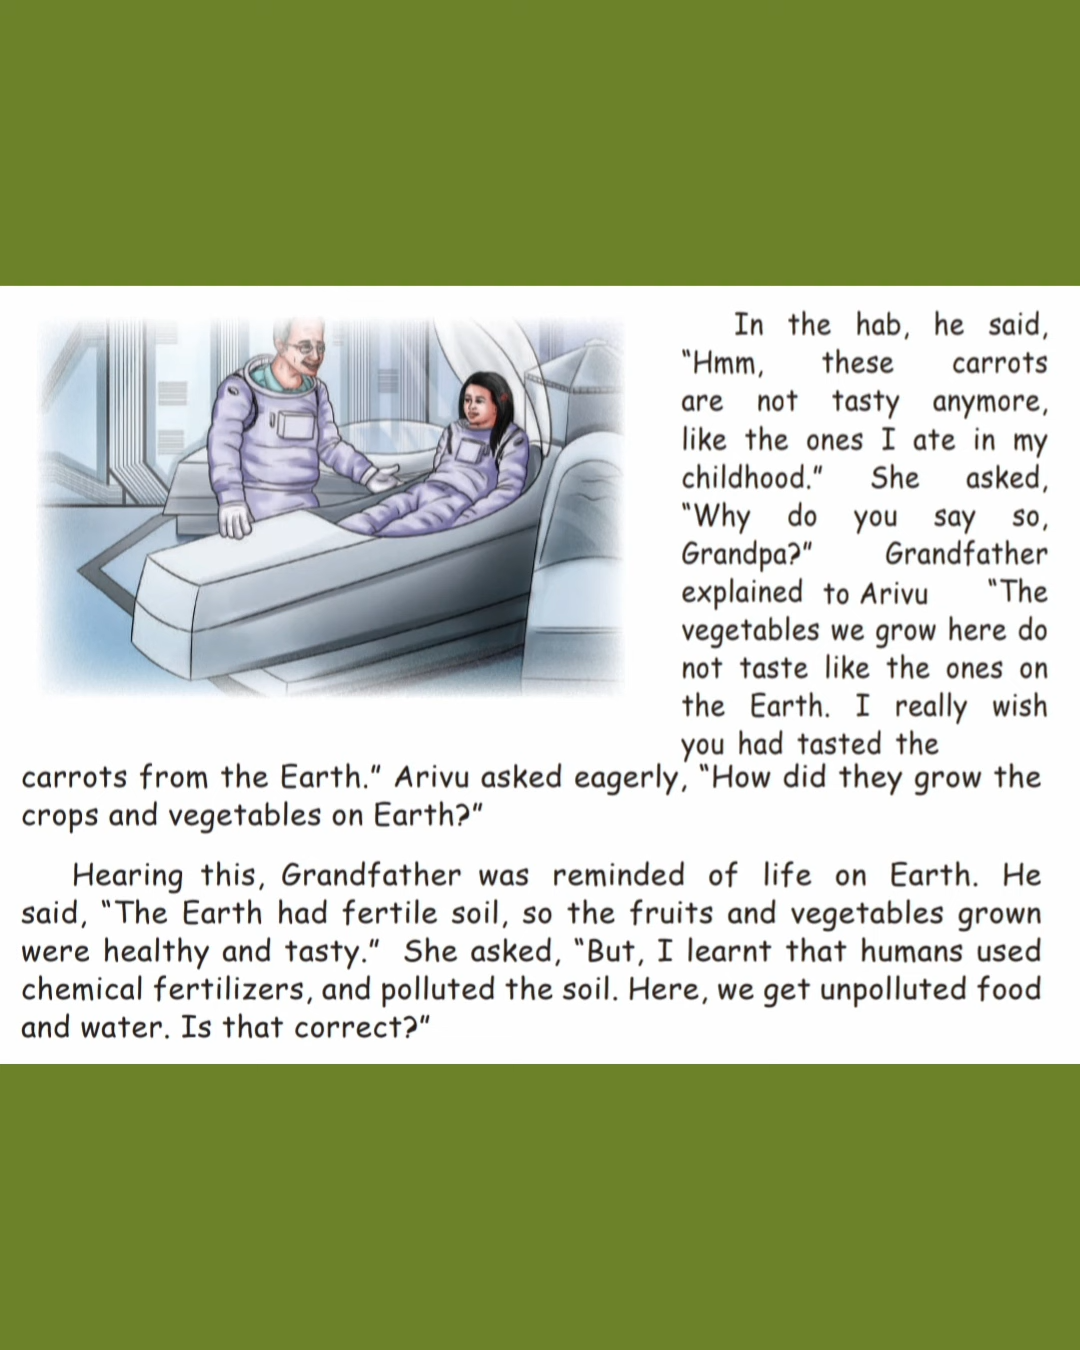 In the hab, he said,
"Hmm, these carrots
are not tasty anymore,
like the ones I ate in my
childhood." She asked,
"Why do you say so,
Grandpa?" Grandfather
explained to Arivu "The
vegetables we grow here do
not taste like the ones on
the Earth. I really wish
you had tasted the
carrots from the Earth." Arivu asked eagerly, "How did they grow the
crops and vegetables on Earth?"
Hearing this, Grandfather was reminded of life on Earth. He
said, "The Earth had fertile soil, so the fruits and vegetables grown
were healthy and tasty." She asked, "But, I learnt that humans used
chemical fertilizers, and polluted the soil. Here, we get unpolluted food
and water. Is that correct?"